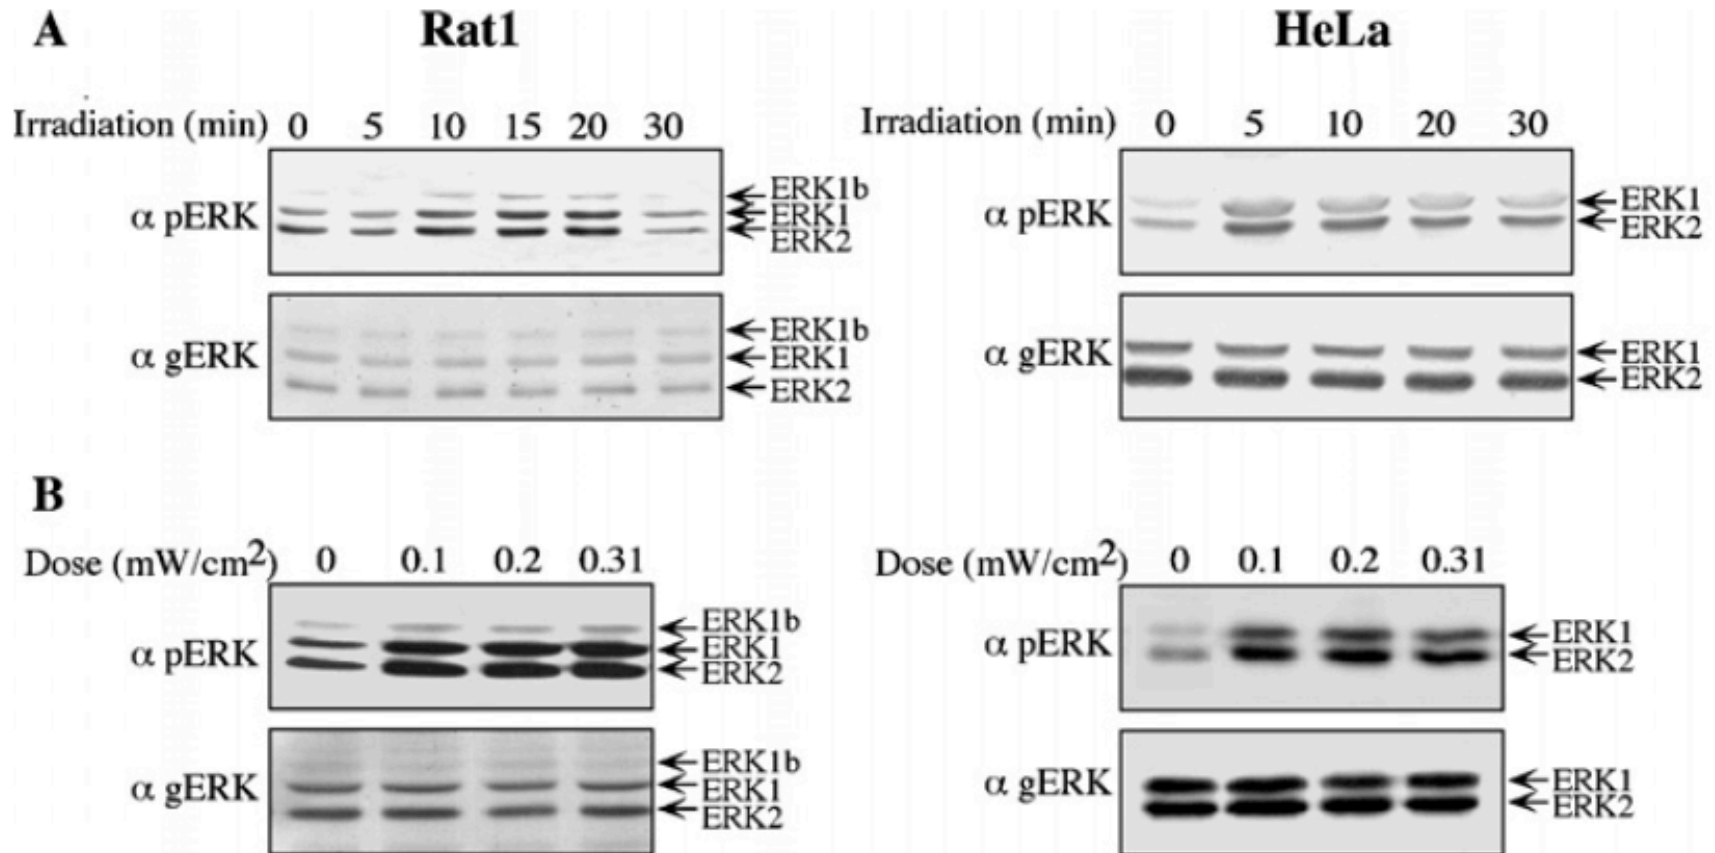 A
Rat1
HeLa
Irradiation (min) 0 5 10 15 20 30
α pERK
ERK1b
ERK1
ERK2
α gERK
ERK1b
ERK1
ERK2
Irradiation (min) 0 5 10 20 30
α pERK
ERK1
ERK2
α gERK
ERK1
ERK2
B
Dose (mW/cm²) 0 0.1 0.2 0.31
α pERK
ERK1b
ERK1
ERK2
α gERK
ERK1b
ERK1
ERK2
Dose (mW/cm²) 0 0.1 0.2 0.31
α pERK
ERK1
ERK2
α gERK
ERK1
ERK2